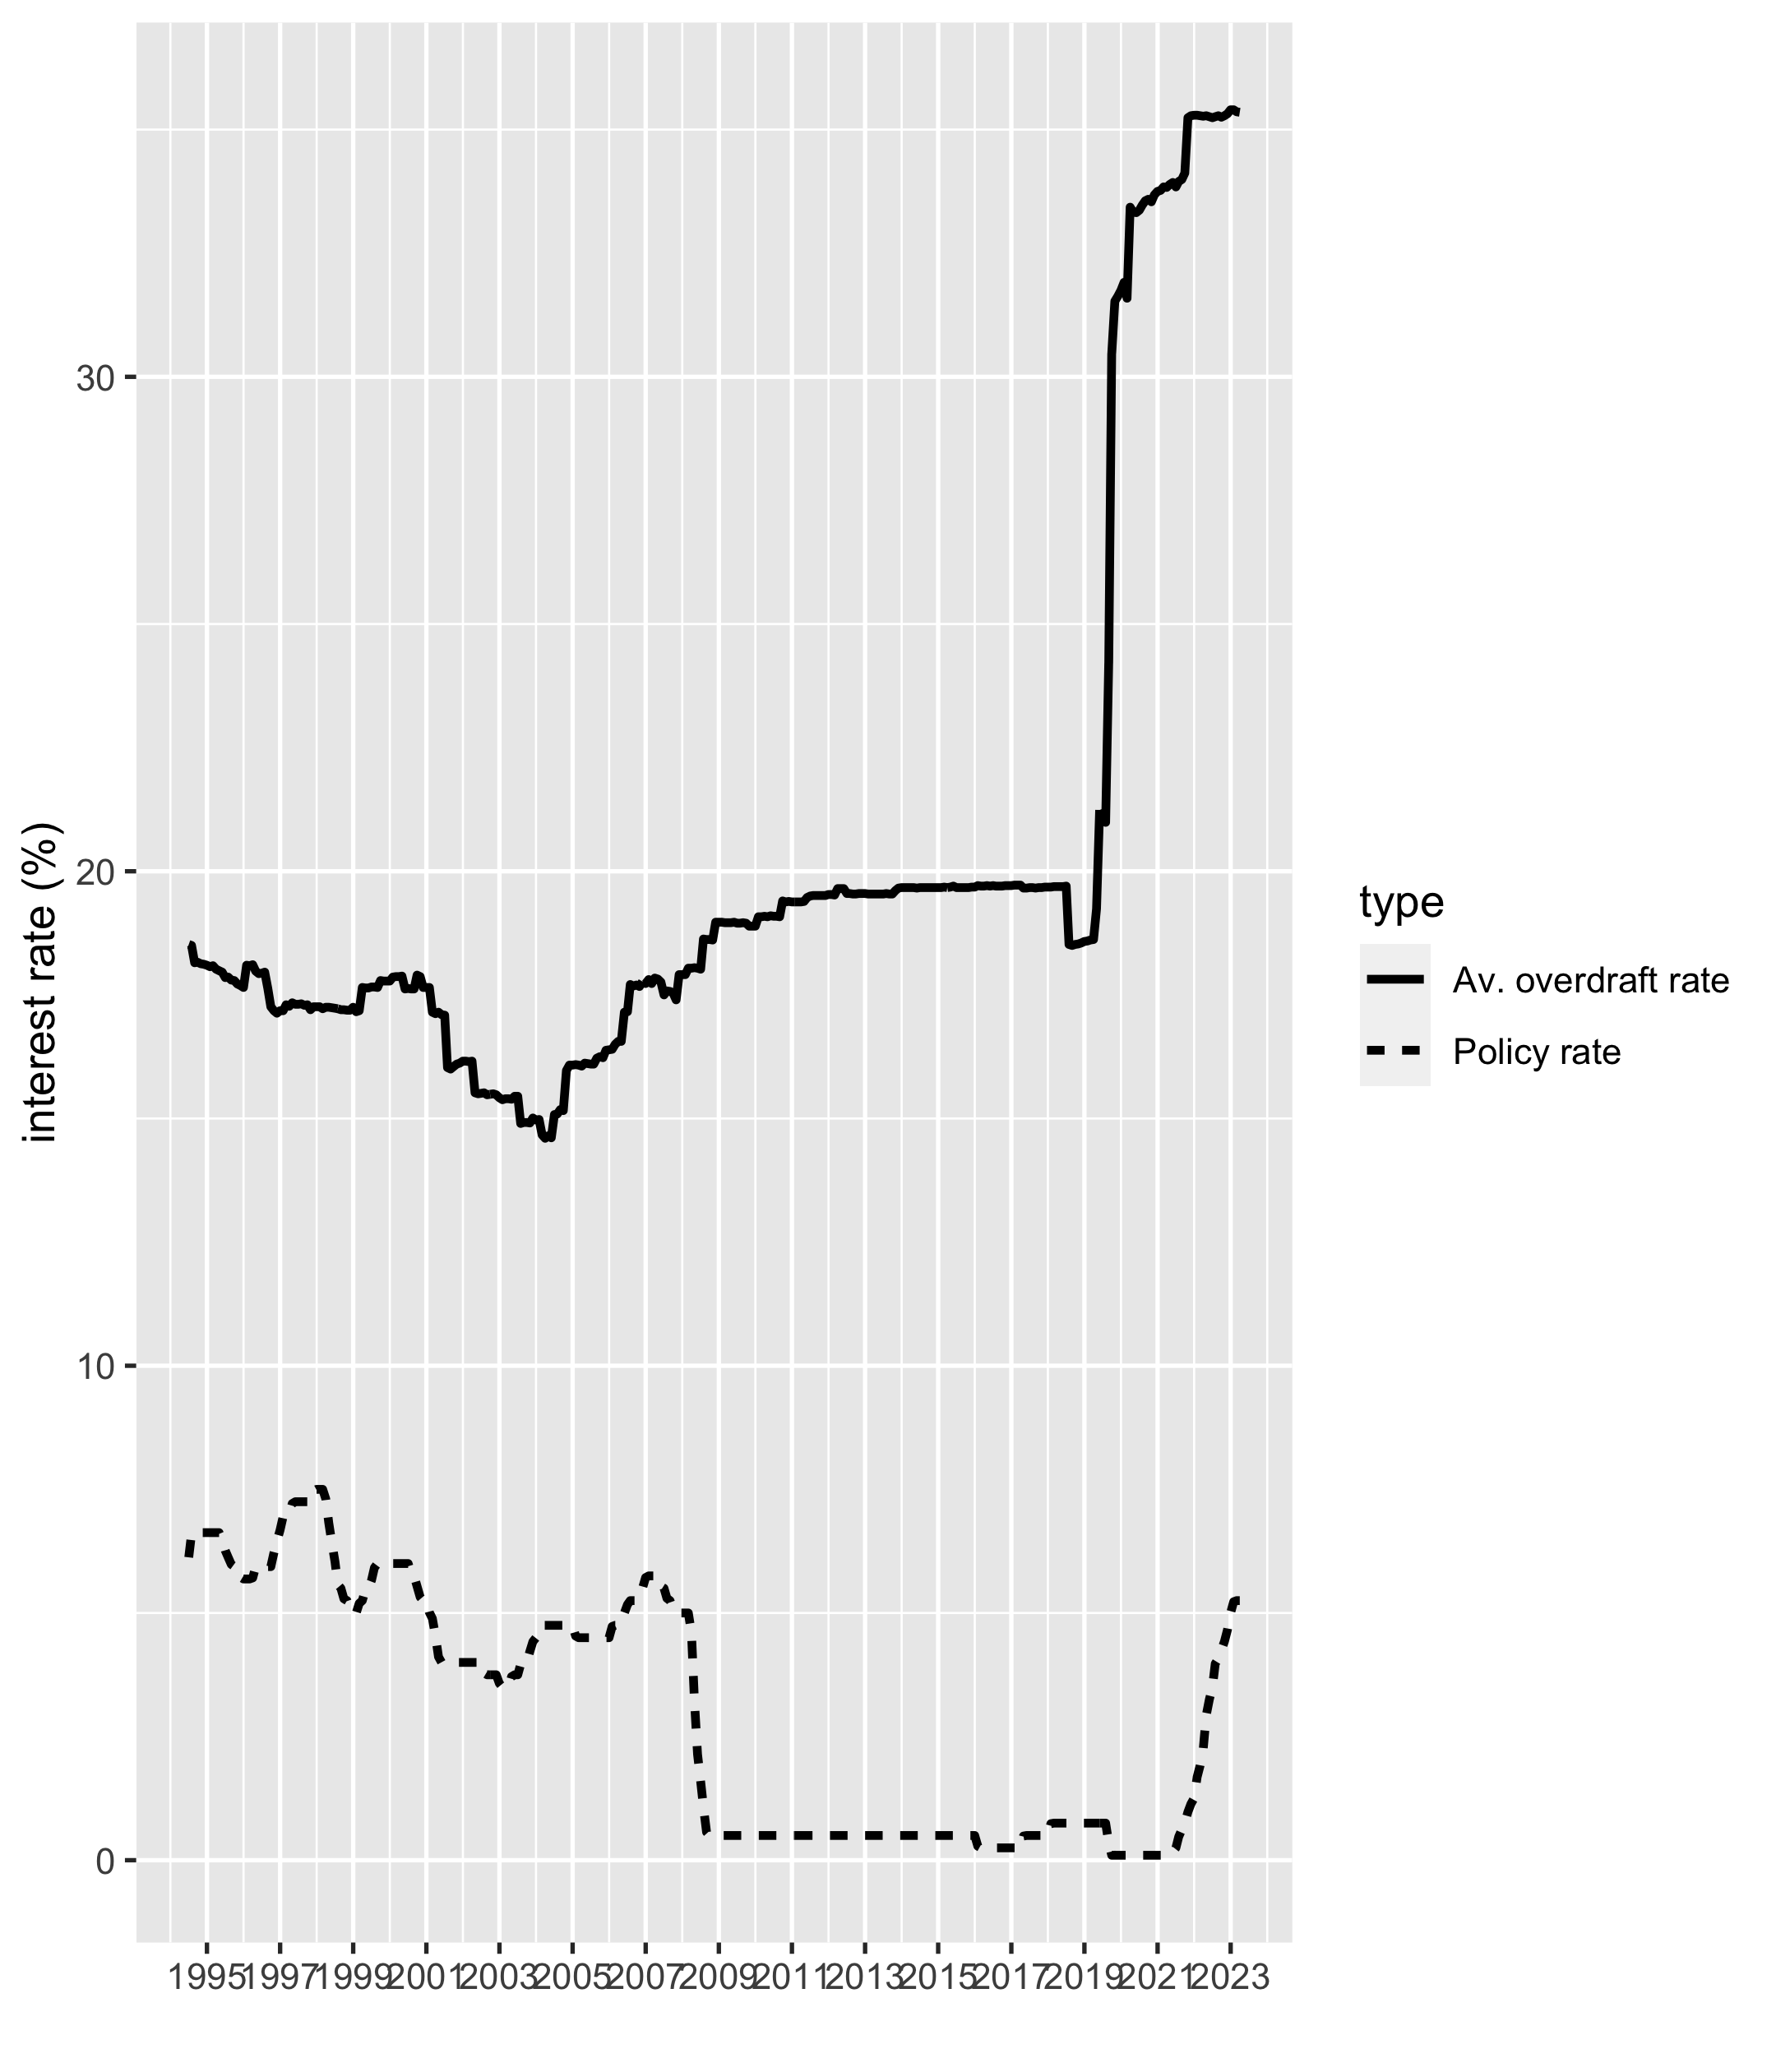 interest rate (%)
30
20
10
0
1995 1997 1999 2001 2003 2005 2007 2009 2011 2013 2015 2017 2019 2021 2023
type
Av. overdraft rate
Policy rate